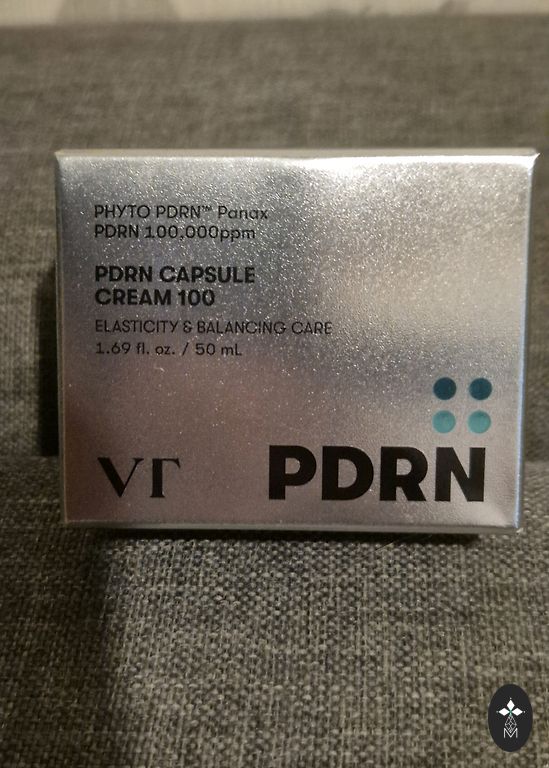 PHYTO PDRN™ Panax
PDRN 100,000ppm
PDRN CAPSULE
CREAM 100
ELASTICITY & BALANCING CARE
1.69 fl. oz. / 50 mL
VT
PDRN
M